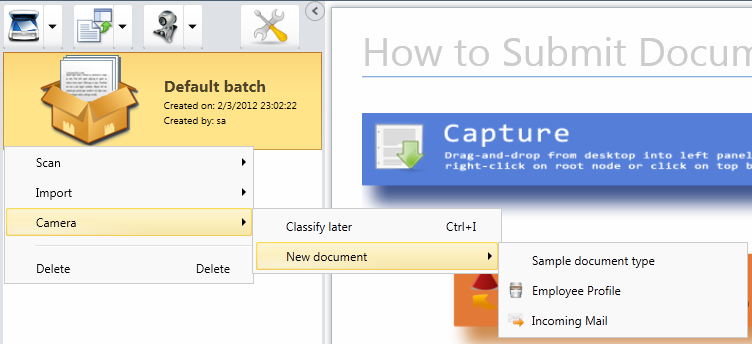 How to Submit Docum
Default batch
Created on: 2/3/2012 23:02:22
Created by: sa
Capture
Drag-and-drop from desktop into left panel
right-click on root node or click on top b
Scan
Import
Camera
Delete Delete
Classify later Ctrl+I
New document
Sample document type
Employee Profile
Incoming Mail